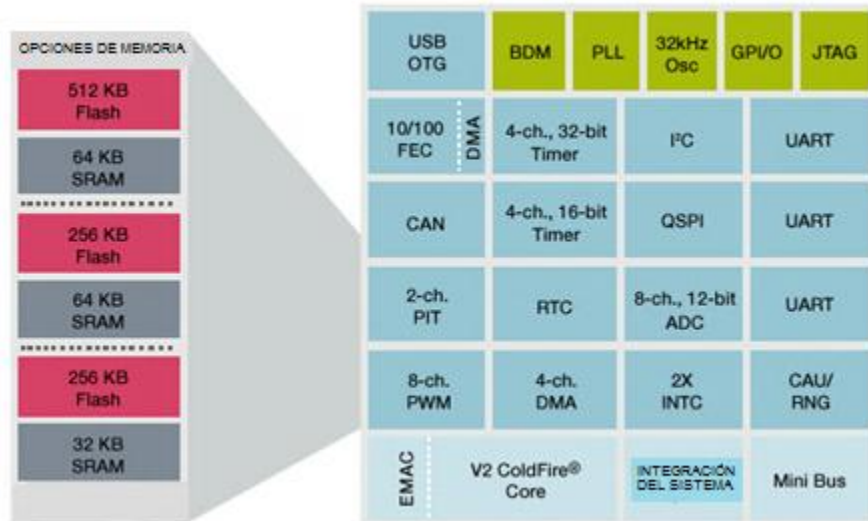 OPCIONES DE MEMORIA
512 KB
Flash
64 KB
SRAM
256 KB
Flash
64 KB
SRAM
256 KB
Flash
32 KB
SRAM
USB
OTG
BDM
PLL
32kHz
Osc
GPI/O
JTAG
10/100
FEC
DMA
4-ch., 32-bit
Timer
I²C
UART
CAN
4-ch., 16-bit
Timer
QSPI
UART
2-ch.
PIT
RTC
8-ch., 12-bit
ADC
UART
8-ch.
PWM
4-ch.
DMA
2X
INTC
CAU/
RNG
EMAC
V2 ColdFire®
Core
INTEGRACIÓN
DEL SISTEMA
Mini Bus